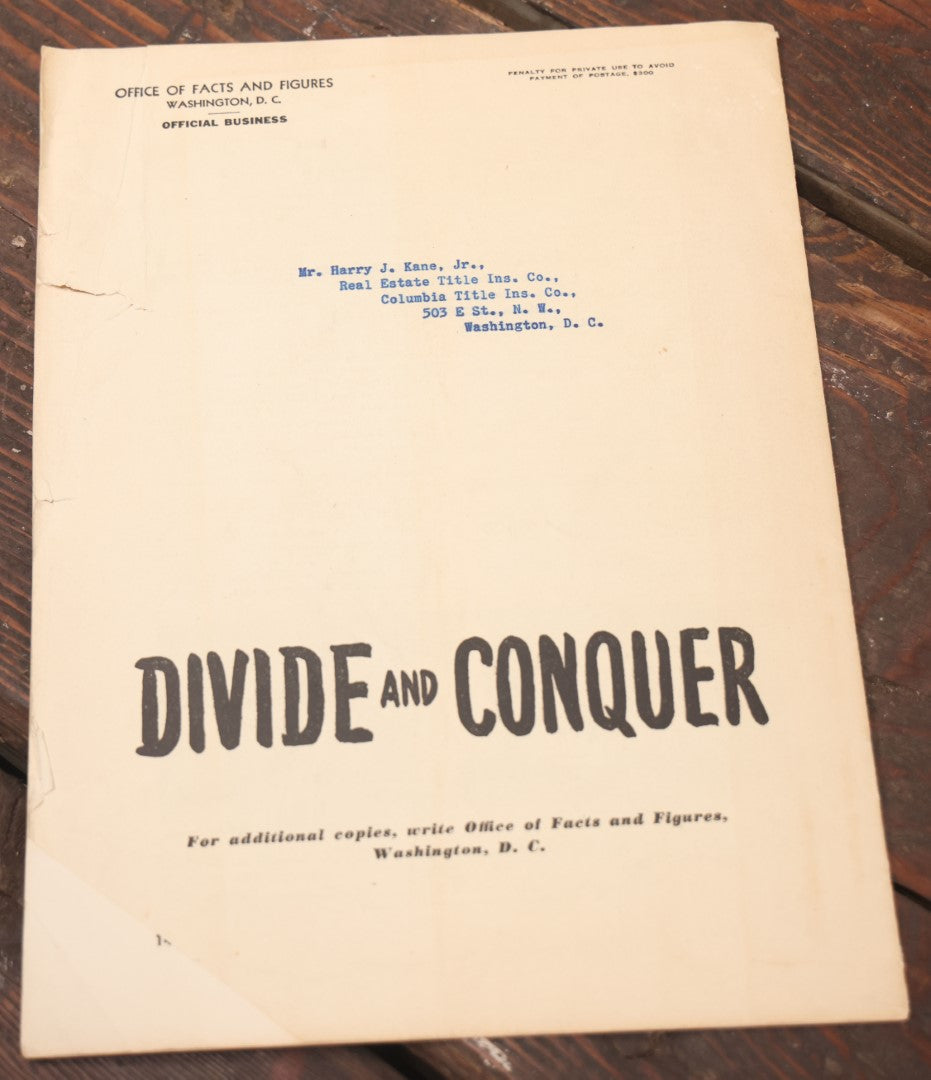 OFFICE OF FACTS AND FIGURES
WASHINGTON, D. C.
OFFICIAL BUSINESS
PENALTY FOR PRIVATE USE TO AVOID
PAYMENT OF POSTAGE, $300
Mr. Harry J. Kane, Jr.,
Real Estate Title Ins. Co.,
Columbia Title Ins. Co.,
503 E St., N. W.,
Washington, D. C.
DIVIDE AND CONQUER
For additional copies, write Office of Facts and Figures,
Washington, D. C.